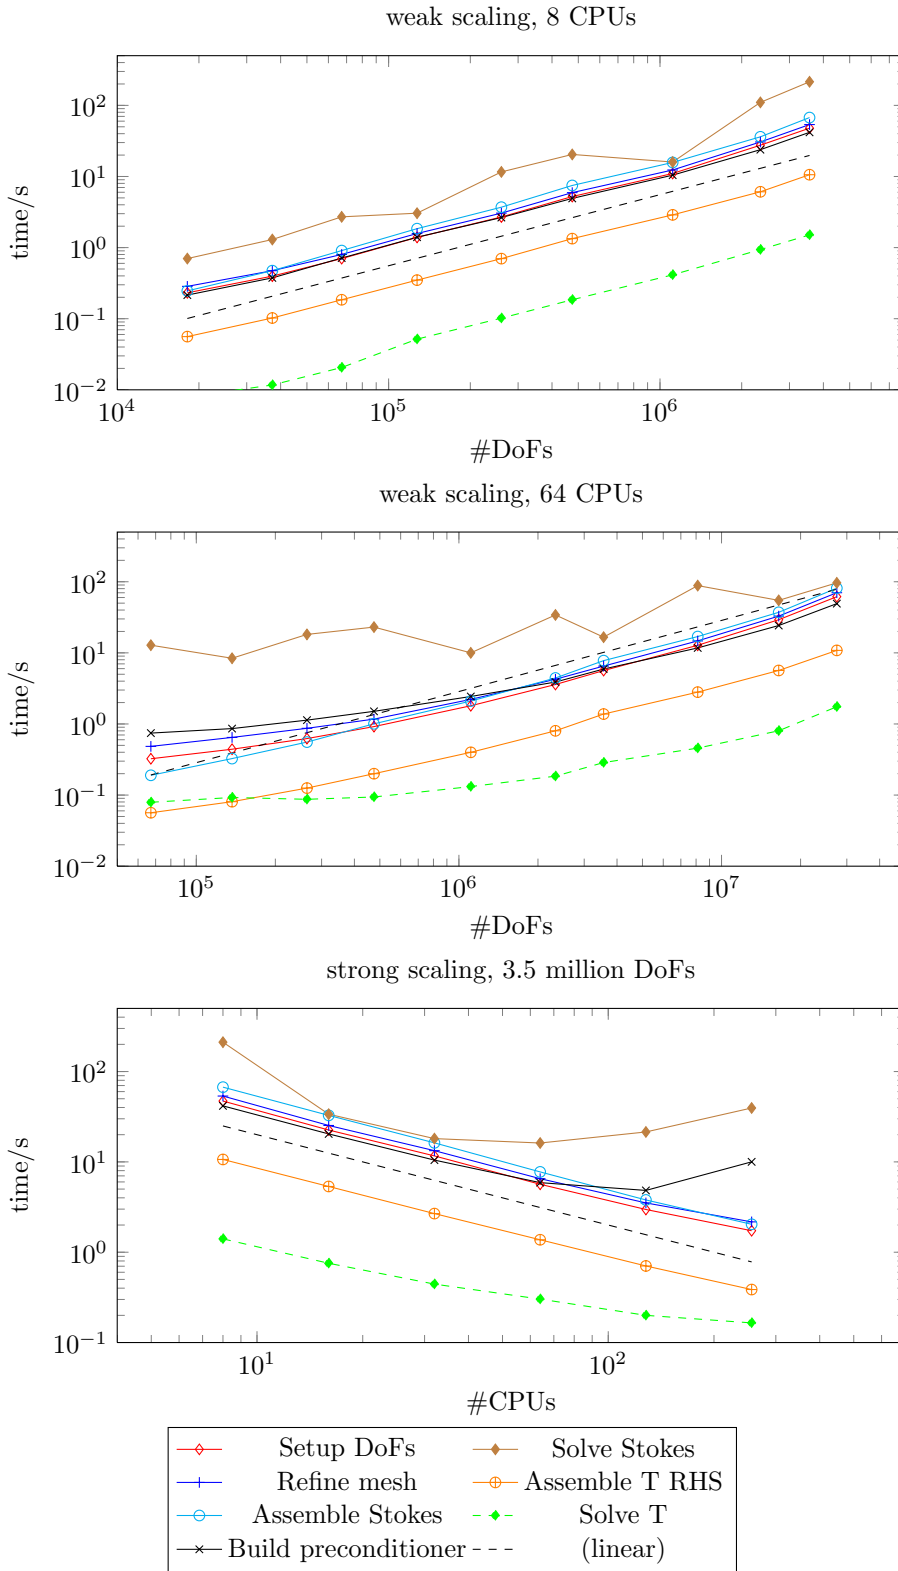 weak scaling, 8 CPUs
10^2
10^1
10^0
10^−1
10^−2
time/s
10^4 10^5 10^6
#DoFs
weak scaling, 64 CPUs
10^2
10^1
10^0
10^−1
10^−2
time/s
10^5 10^6 10^7
#DoFs
strong scaling, 3.5 million DoFs
10^2
10^1
10^0
10^−1
time/s
10^1 10^2
#CPUs
Setup DoFs Solve Stokes
Refine mesh Assemble T RHS
Assemble Stokes Solve T
Build preconditioner (linear)